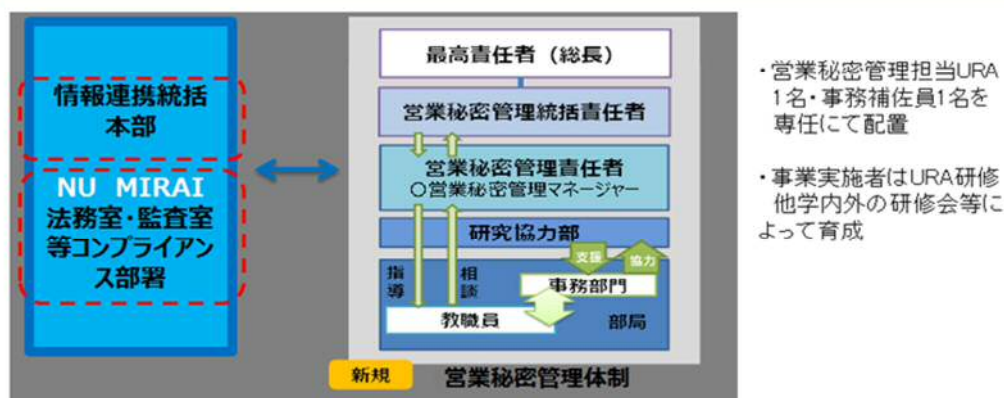 情報連携統括
本部
NU MIRAI
法務室・監査室
等コンプライアン
ス部署
最高責任者（総長）
営業秘密管理統括責任者
営業秘密管理責任者
〇営業秘密管理マネージャー
研究協力部
指導
相談
支援
協力
事務部門
教職員
部局
新規
営業秘密管理体制
・営業秘密管理担当URA
1名・事務補佐員1名を
専任にて配置
・事業実施者はURA研修
他学内外の研修会等に
よって育成